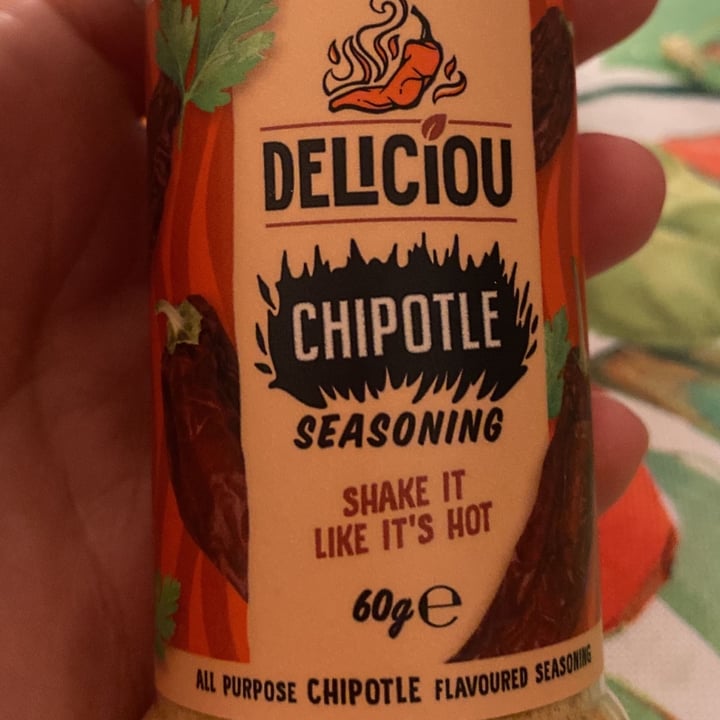 DELICIOU
CHIPOTLE
SEASONING
SHAKE IT
LIKE IT'S HOT
60g ℮
ALL PURPOSE CHIPOTLE FLAVOURED SEASONING